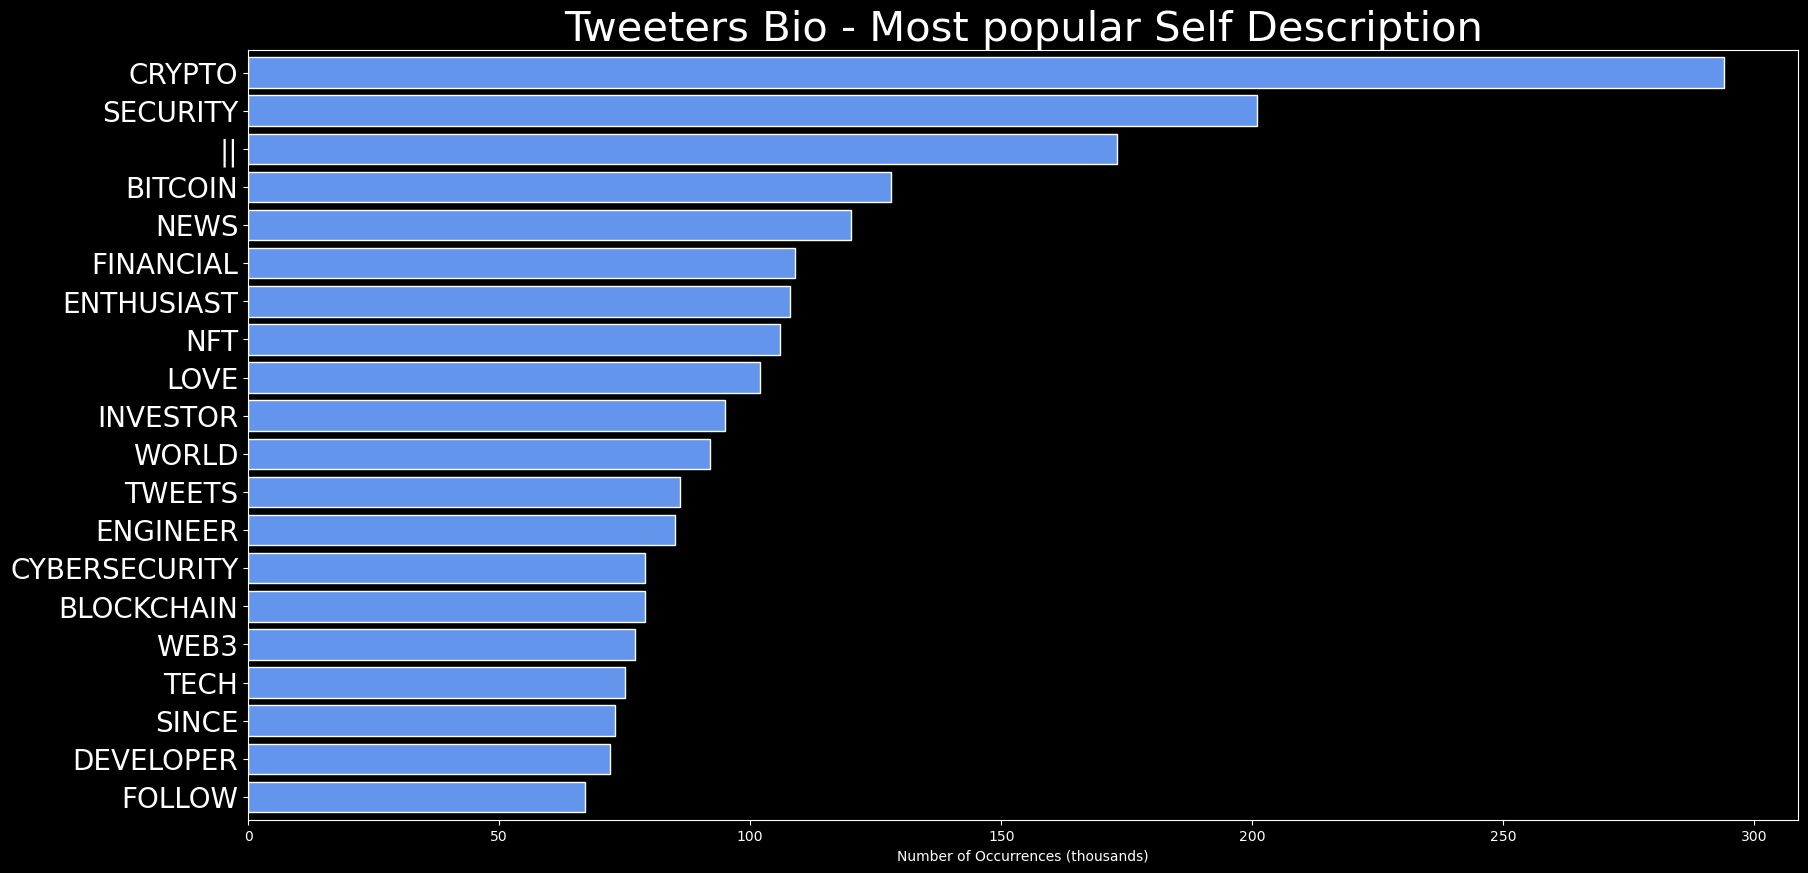 Tweeters Bio - Most popular Self Description
CRYPTO
SECURITY
||
BITCOIN
NEWS
FINANCIAL
ENTHUSIAST
NFT
LOVE
INVESTOR
WORLD
TWEETS
ENGINEER
CYBERSECURITY
BLOCKCHAIN
WEB3
TECH
SINCE
DEVELOPER
FOLLOW
0 50 100 150 200 250 300
Number of Occurrences (thousands)